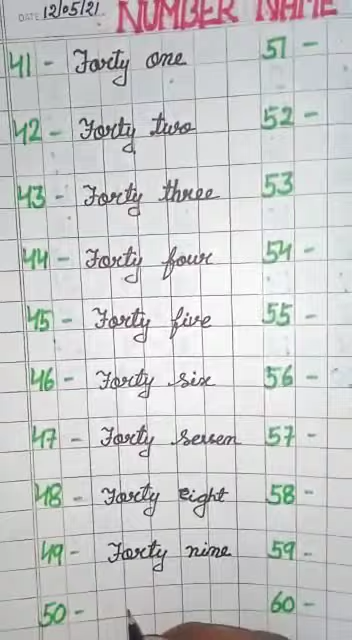 DATE 12/05/21 NUMBER NAME
41 - Forty one 51 -
42 - Forty two 52 -
43 - Forty three 53
44 - Forty four 54 -
45 - Forty five 55 -
46 - Forty six 56 -
47 - Forty seven 57 -
48 - Forty eight 58 -
49 - Forty nine 59 -
50 - 60 -